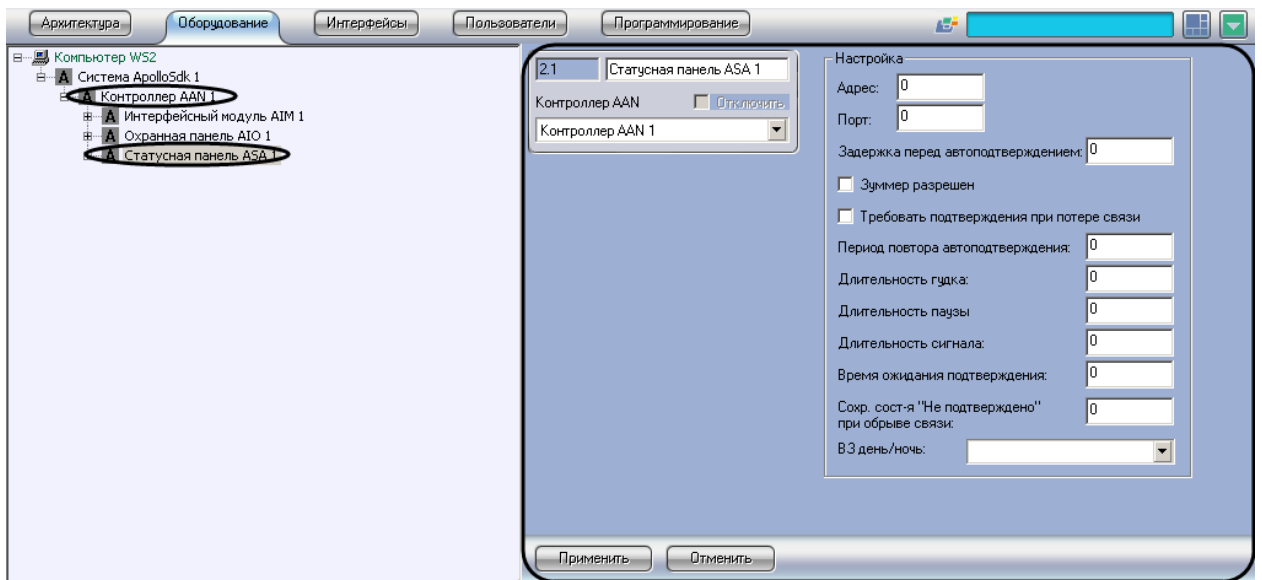 Архитектура Оборудование Интерфейсы Пользователи Программирование
Компьютер WS2
A Система ApolloSdk 1
A Контроллер AAN 1
A Интерфейсный модуль AIM 1
A Охранная панель AIO 1
A Статусная панель ASA 1
2.1 Статусная панель ASA 1
Контроллер AAN Отключить
Контроллер AAN 1
Настройка
Адрес: 0
Порт: 0
Задержка перед автоподтверждением: 0
Зуммер разрешен
Требовать подтверждения при потере связи
Период повтора автоподтверждения: 0
Длительность гудка: 0
Длительность паузы 0
Длительность сигнала: 0
Время ожидания подтверждения: 0
Сохр. сост-я "Не подтверждено" 0
при обрыве связи:
ВЗ день/ночь:
Применить Отменить